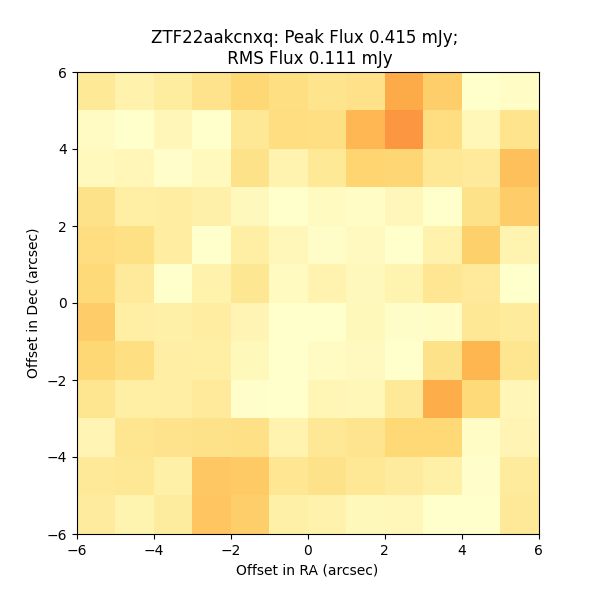 ZTF22aakcnxq: Peak Flux 0.415 mJy;
RMS Flux 0.111 mJy
6
4
2
0
−2
−4
−6
Offset in Dec (arcsec)
−6 −4 −2 0 2 4 6
Offset in RA (arcsec)